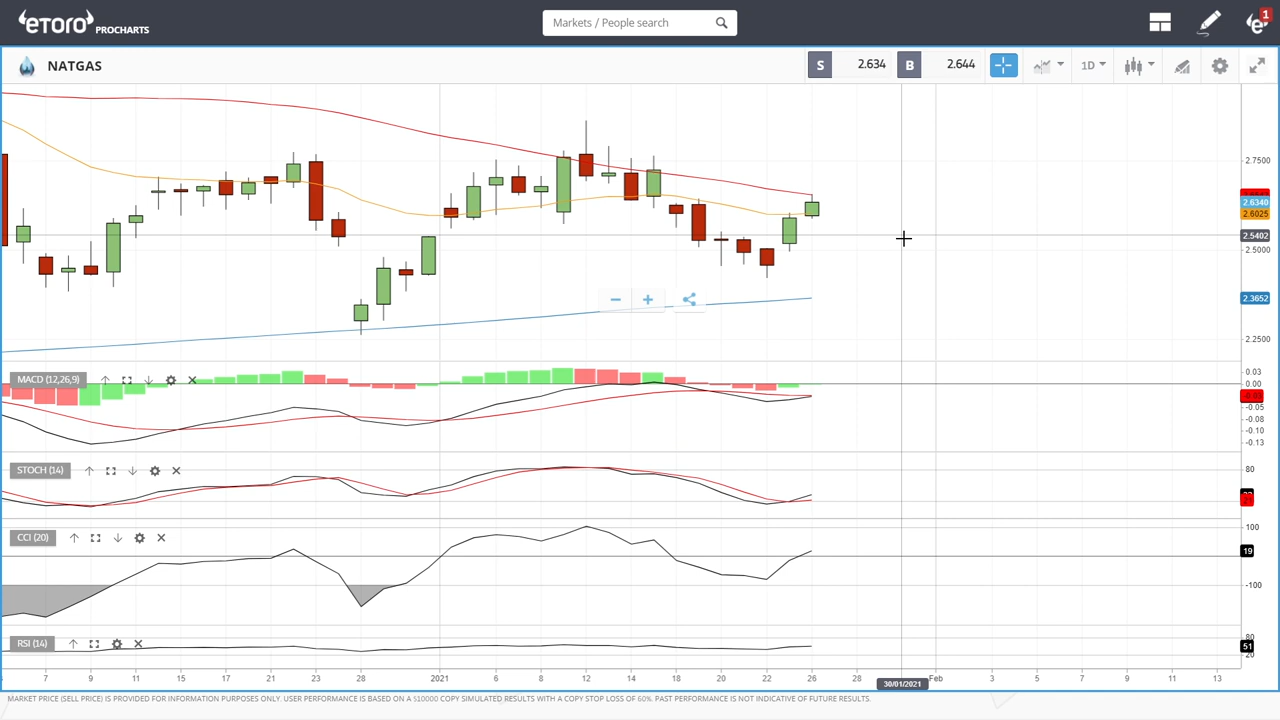 eToro PROCHARTS
Markets / People search
1
NATGAS
S 2.634 B 2.644
1D
2.7500
2.6340
2.6025
2.5402
2.5000
2.3652
2.2500
MACD (12,26,9)
0.03
0.00
-0.03
-0.05
-0.08
-0.10
-0.13
STOCH (14)
80
CCI (20)
100
19
-100
RSI (14)
80
51
20
7 9 11 15 17 21 23 28 2021 6 8 12 14 18 20 22 26 28 Feb 3 5 7 9 11 13
30/01/2021
MARKET PRICE (SELL PRICE) IS PROVIDED FOR INFORMATION PURPOSES ONLY. USER PERFORMANCE IS BASED ON A $10000 COPY SIMULATED RESULTS WITH A COPY STOP LOSS OF 60%. PAST PERFORMANCE IS NOT INDICATIVE OF FUTURE RESULTS.